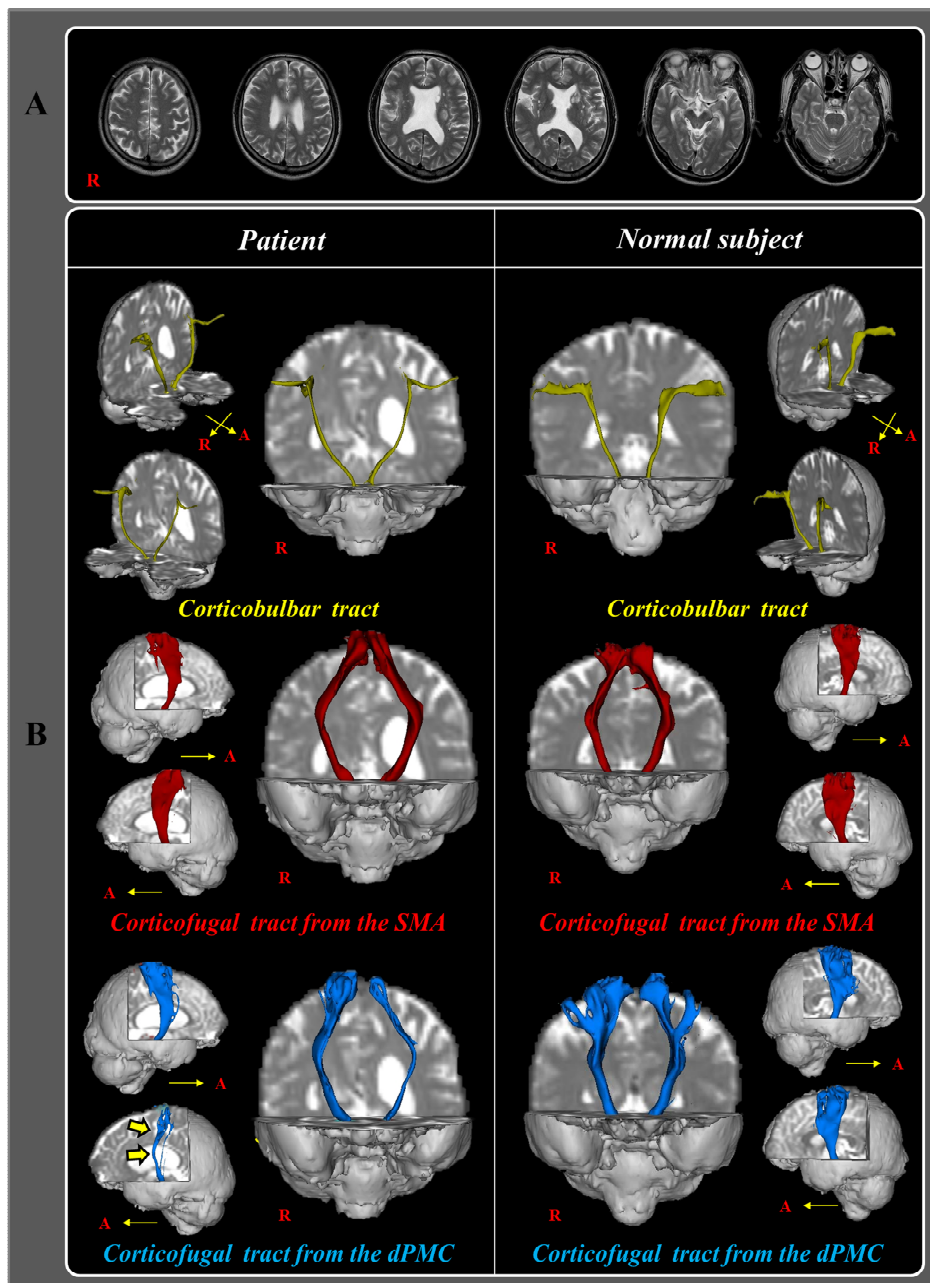 A
R
Patient
Normal subject
R
A
R
A
R
R
Corticobulbar tract
Corticobulbar tract
B
A
A
A
R
R
A
Corticofugal tract from the SMA
Corticofugal tract from the SMA
A
A
A
R
R
A
Corticofugal tract from the dPMC
Corticofugal tract from the dPMC